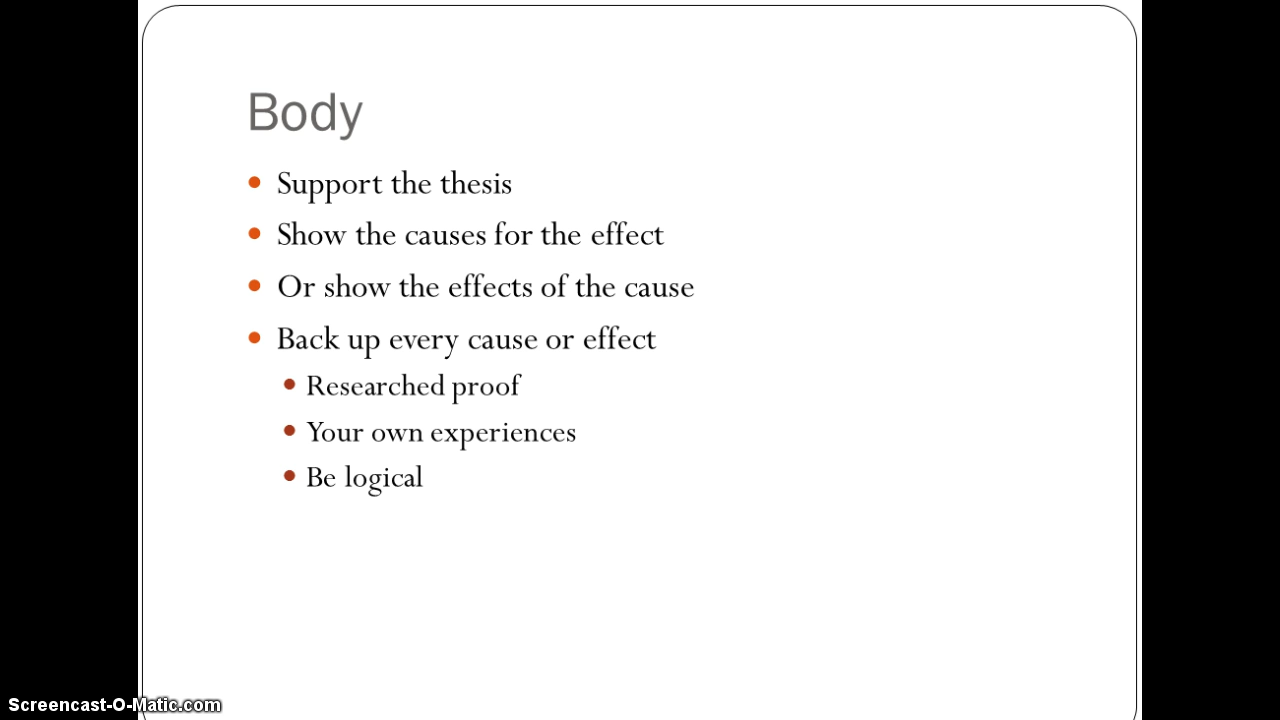 Body
Support the thesis
Show the causes for the effect
Or show the effects of the cause
Back up every cause or effect
Researched proof
Your own experiences
Be logical
Screencast-O-Matic.com